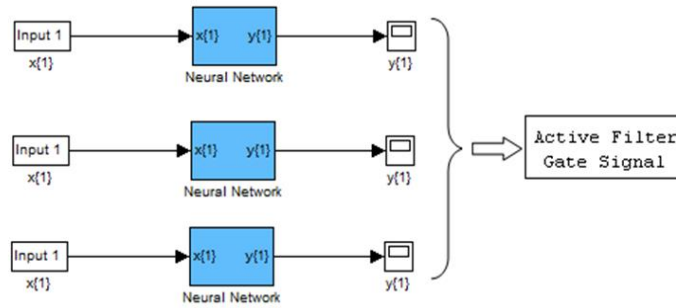 Input 1
x{1}
x{1} y{1}
Neural Network
y{1}
Input 1
x{1}
x{1} y{1}
Neural Network
y{1}
Input 1
x{1}
x{1} y{1}
Neural Network
y{1}
Active Filter
Gate Signal